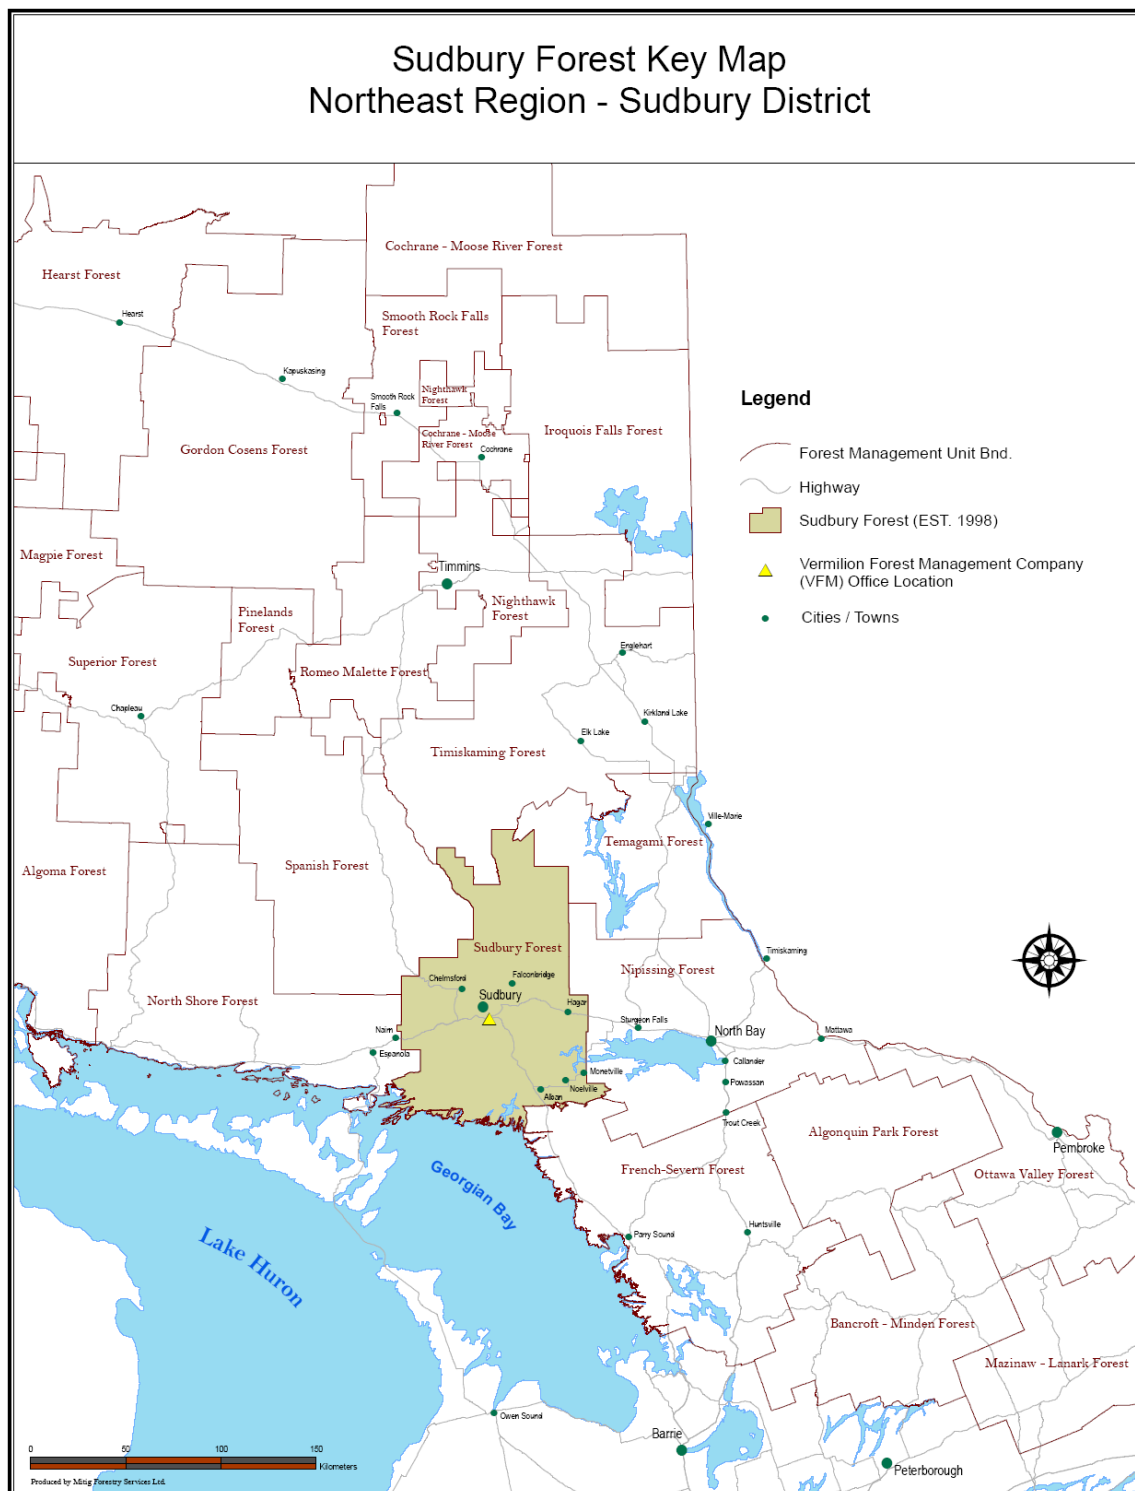 Sudbury Forest Key Map
Northeast Region - Sudbury District
Cochrane - Moose River Forest
Hearst Forest
Hearst
Smooth Rock Falls
Forest
Kapuskasing
Nighthawk
Forest
Smooth Rock
Falls
Cochrane - Moose
River Forest
Iroquois Falls Forest
Gordon Cosens Forest
Cochrane
Legend
Forest Management Unit Bnd.
Highway
Sudbury Forest (EST. 1998)
Vermilion Forest Management Company
(VFM) Office Location
Cities / Towns
Magpie Forest
Timmins
Nighthawk
Forest
Pinelands
Forest
Englehart
Superior Forest
Romeo Malette Forest
Chapleau
Kirkland Lake
Elk Lake
Timiskaming Forest
Ville-Marie
Temagami Forest
Algoma Forest
Spanish Forest
Sudbury Forest
Timiskaming
Nipissing Forest
Chelmsford
Falconbridge
Sudbury
North Shore Forest
Hagar
Sturgeon Falls
Nairn
North Bay
Mattawa
Espanola
Callander
Monetville
Powassan
Noelville
Alban
Trout Creek
Algonquin Park Forest
Pembroke
French-Severn Forest
Ottawa Valley Forest
Georgian Bay
Huntsville
Parry Sound
Lake Huron
Bancroft - Minden Forest
Mazinaw - Lanark Forest
Owen Sound
Barrie
Peterborough
0 50 100 150
Kilometers
Produced by Mitig Forestry Services Ltd.